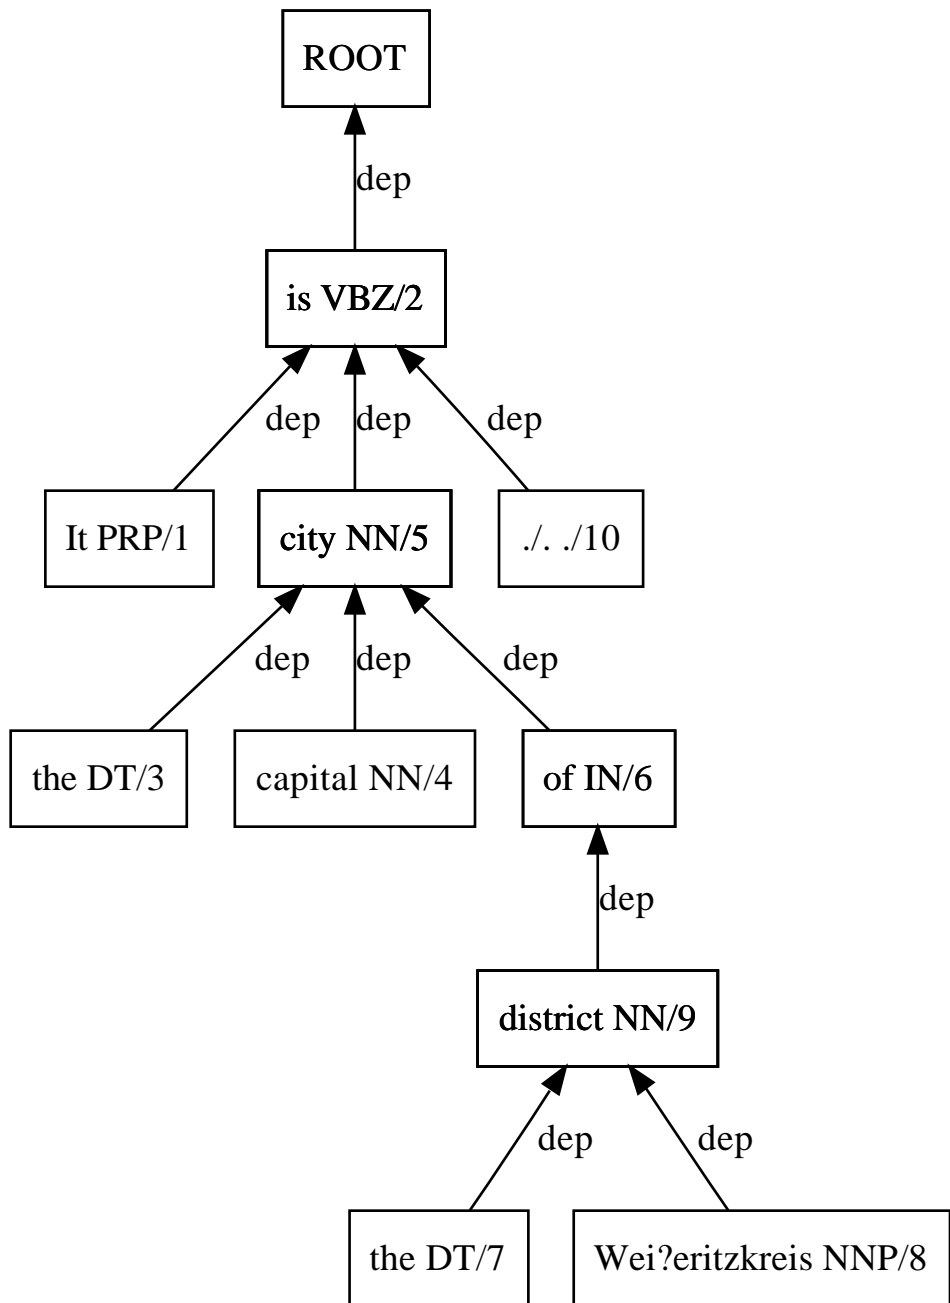 ROOT
dep
is VBZ/2
dep dep dep
It PRP/1 city NN/5 ./. ./10
dep dep dep
the DT/3 capital NN/4 of IN/6
dep
district NN/9
dep dep
the DT/7 Wei?eritzkreis NNP/8